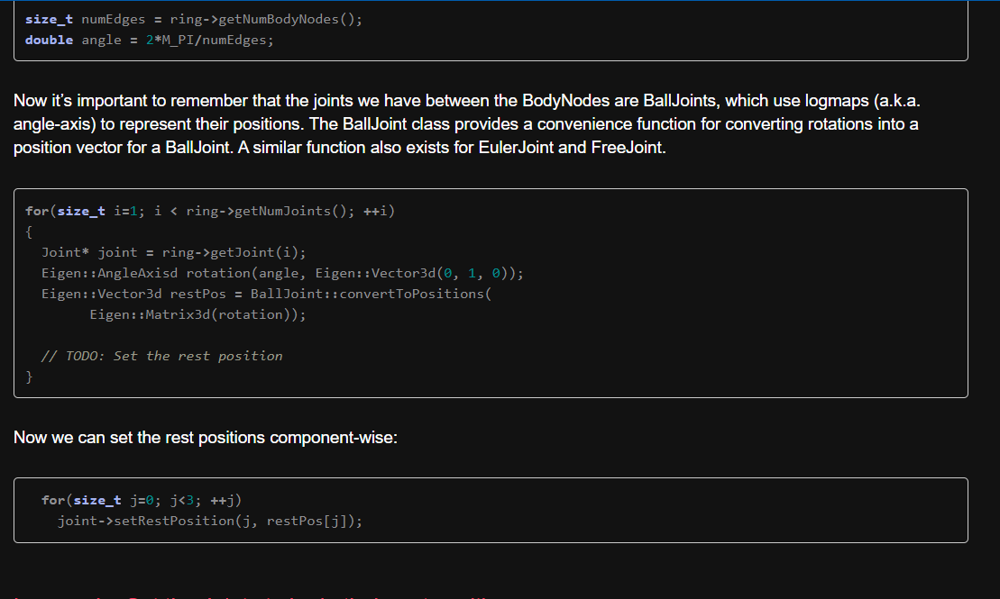 size_t numEdges = ring->getNumBodyNodes();
double angle = 2*M_PI/numEdges;
Now it's important to remember that the joints we have between the BodyNodes are BallJoints, which use logmaps (a.k.a.
angle-axis) to represent their positions. The BallJoint class provides a convenience function for converting rotations into a
position vector for a BallJoint. A similar function also exists for EulerJoint and FreeJoint.
for(size_t i=1; i < ring->getNumJoints(); ++i)
{
  Joint* joint = ring->getJoint(i);
  Eigen::AngleAxisd rotation(angle, Eigen::Vector3d(0, 1, 0));
  Eigen::Vector3d restPos = BallJoint::convertToPositions(
        Eigen::Matrix3d(rotation));
  // TODO: Set the rest position
}
Now we can set the rest positions component-wise:
  for(size_t j=0; j<3; ++j)
    joint->setRestPosition(j, restPos[j]);